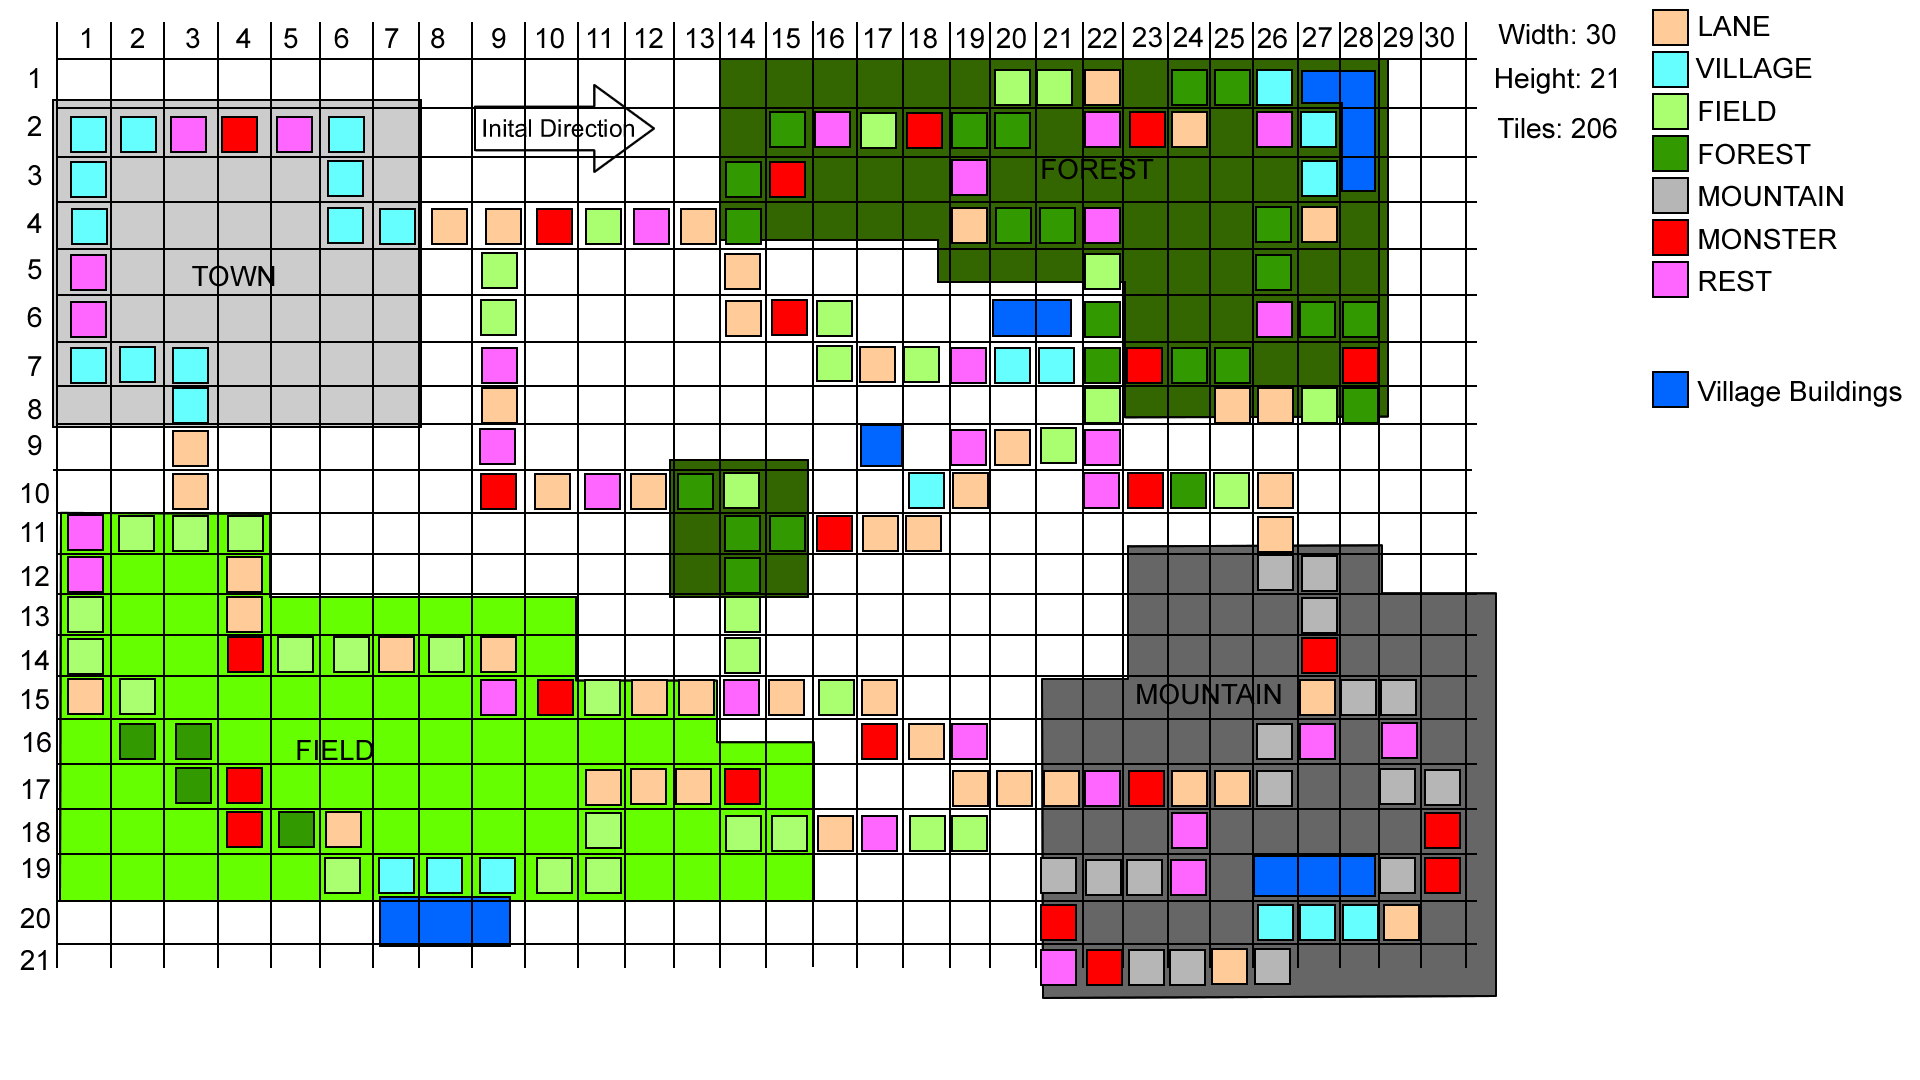 1 2 3 4 5 6 7 8 9 10 11 12 13 14 15 16 17 18 19 20 21 22 23 24 25 26 27 28 29 30
Width: 30
Height: 21
Tiles: 206
LANE
VILLAGE
FIELD
FOREST
MOUNTAIN
MONSTER
REST
Village Buildings
1
2
3
4
5
6
7
8
9
10
11
12
13
14
15
16
17
18
19
20
21
Inital Direction
FOREST
TOWN
MOUNTAIN
FIELD